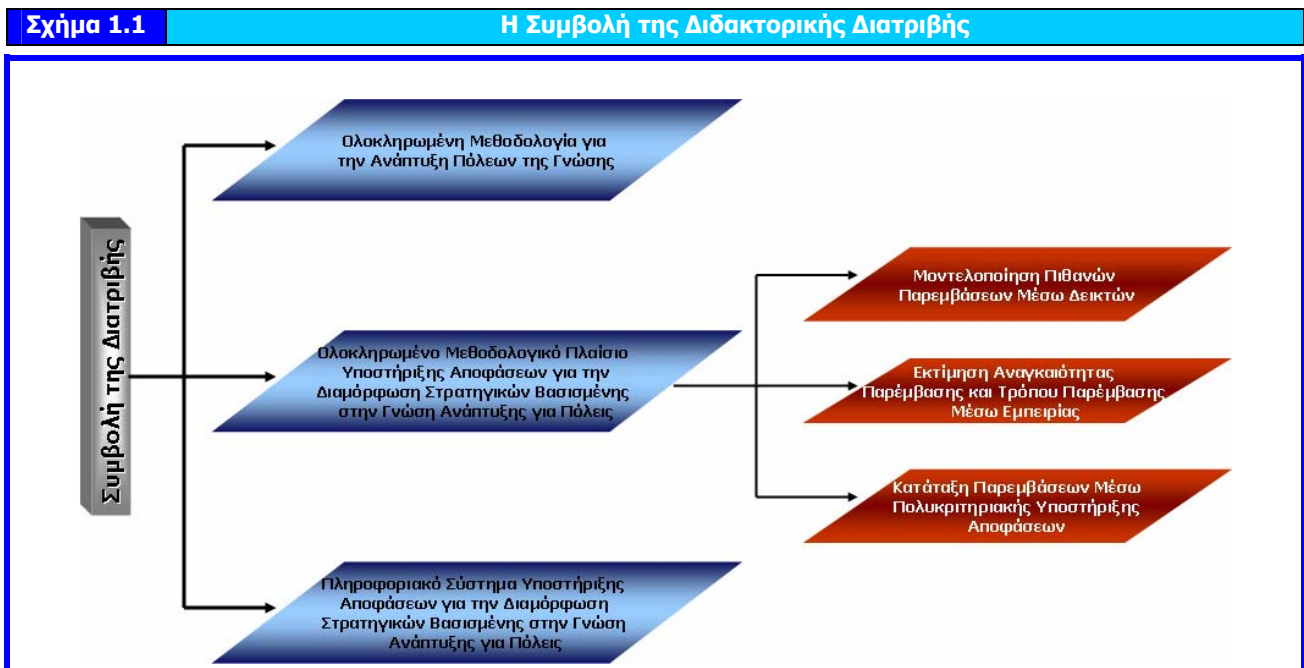 Σχήμα 1.1
Η Συμβολή της Διδακτορικής Διατριβής
Συμβολή της Διατριβής
Ολοκληρωμένη Μεθοδολογία για
την Ανάπτυξη Πόλεων της Γνώσης
Ολοκληρωμένο Μεθοδολογικό Πλαίσιο
Υποστήριξης Αποφάσεων για την
Διαμόρφωση Στρατηγικών Βασισμένης
στην Γνώση Ανάπτυξης για Πόλεις
Πληροφοριακό Σύστημα Υποστήριξης
Αποφάσεων για την Διαμόρφωση
Στρατηγικών Βασισμένης στην Γνώση
Ανάπτυξης για Πόλεις
Μοντελοποίηση Πιθανών
Παρεμβάσεων Μέσω Δεικτών
Εκτίμηση Αναγκαιότητας
Παρέμβασης και Τρόπου Παρέμβασης
Μέσω Εμπειρίας
Κατάταξη Παρεμβάσεων Μέσω
Πολυκριτηριακής Υποστήριξης
Αποφάσεων